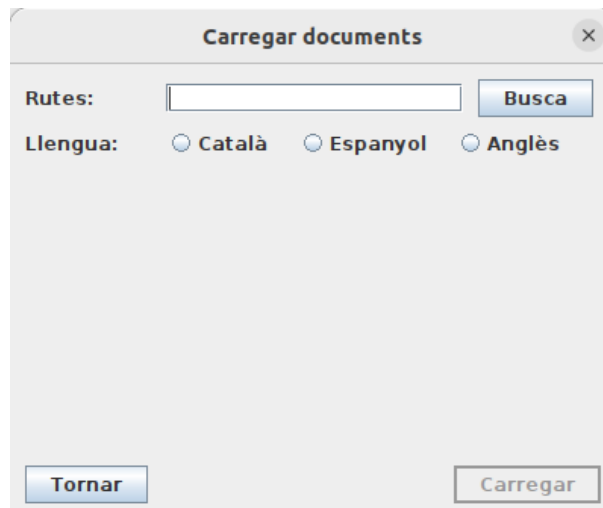 Carregar documents
Rutes: Busca
Llengua: Català Espanyol Anglès
Tornar Carregar